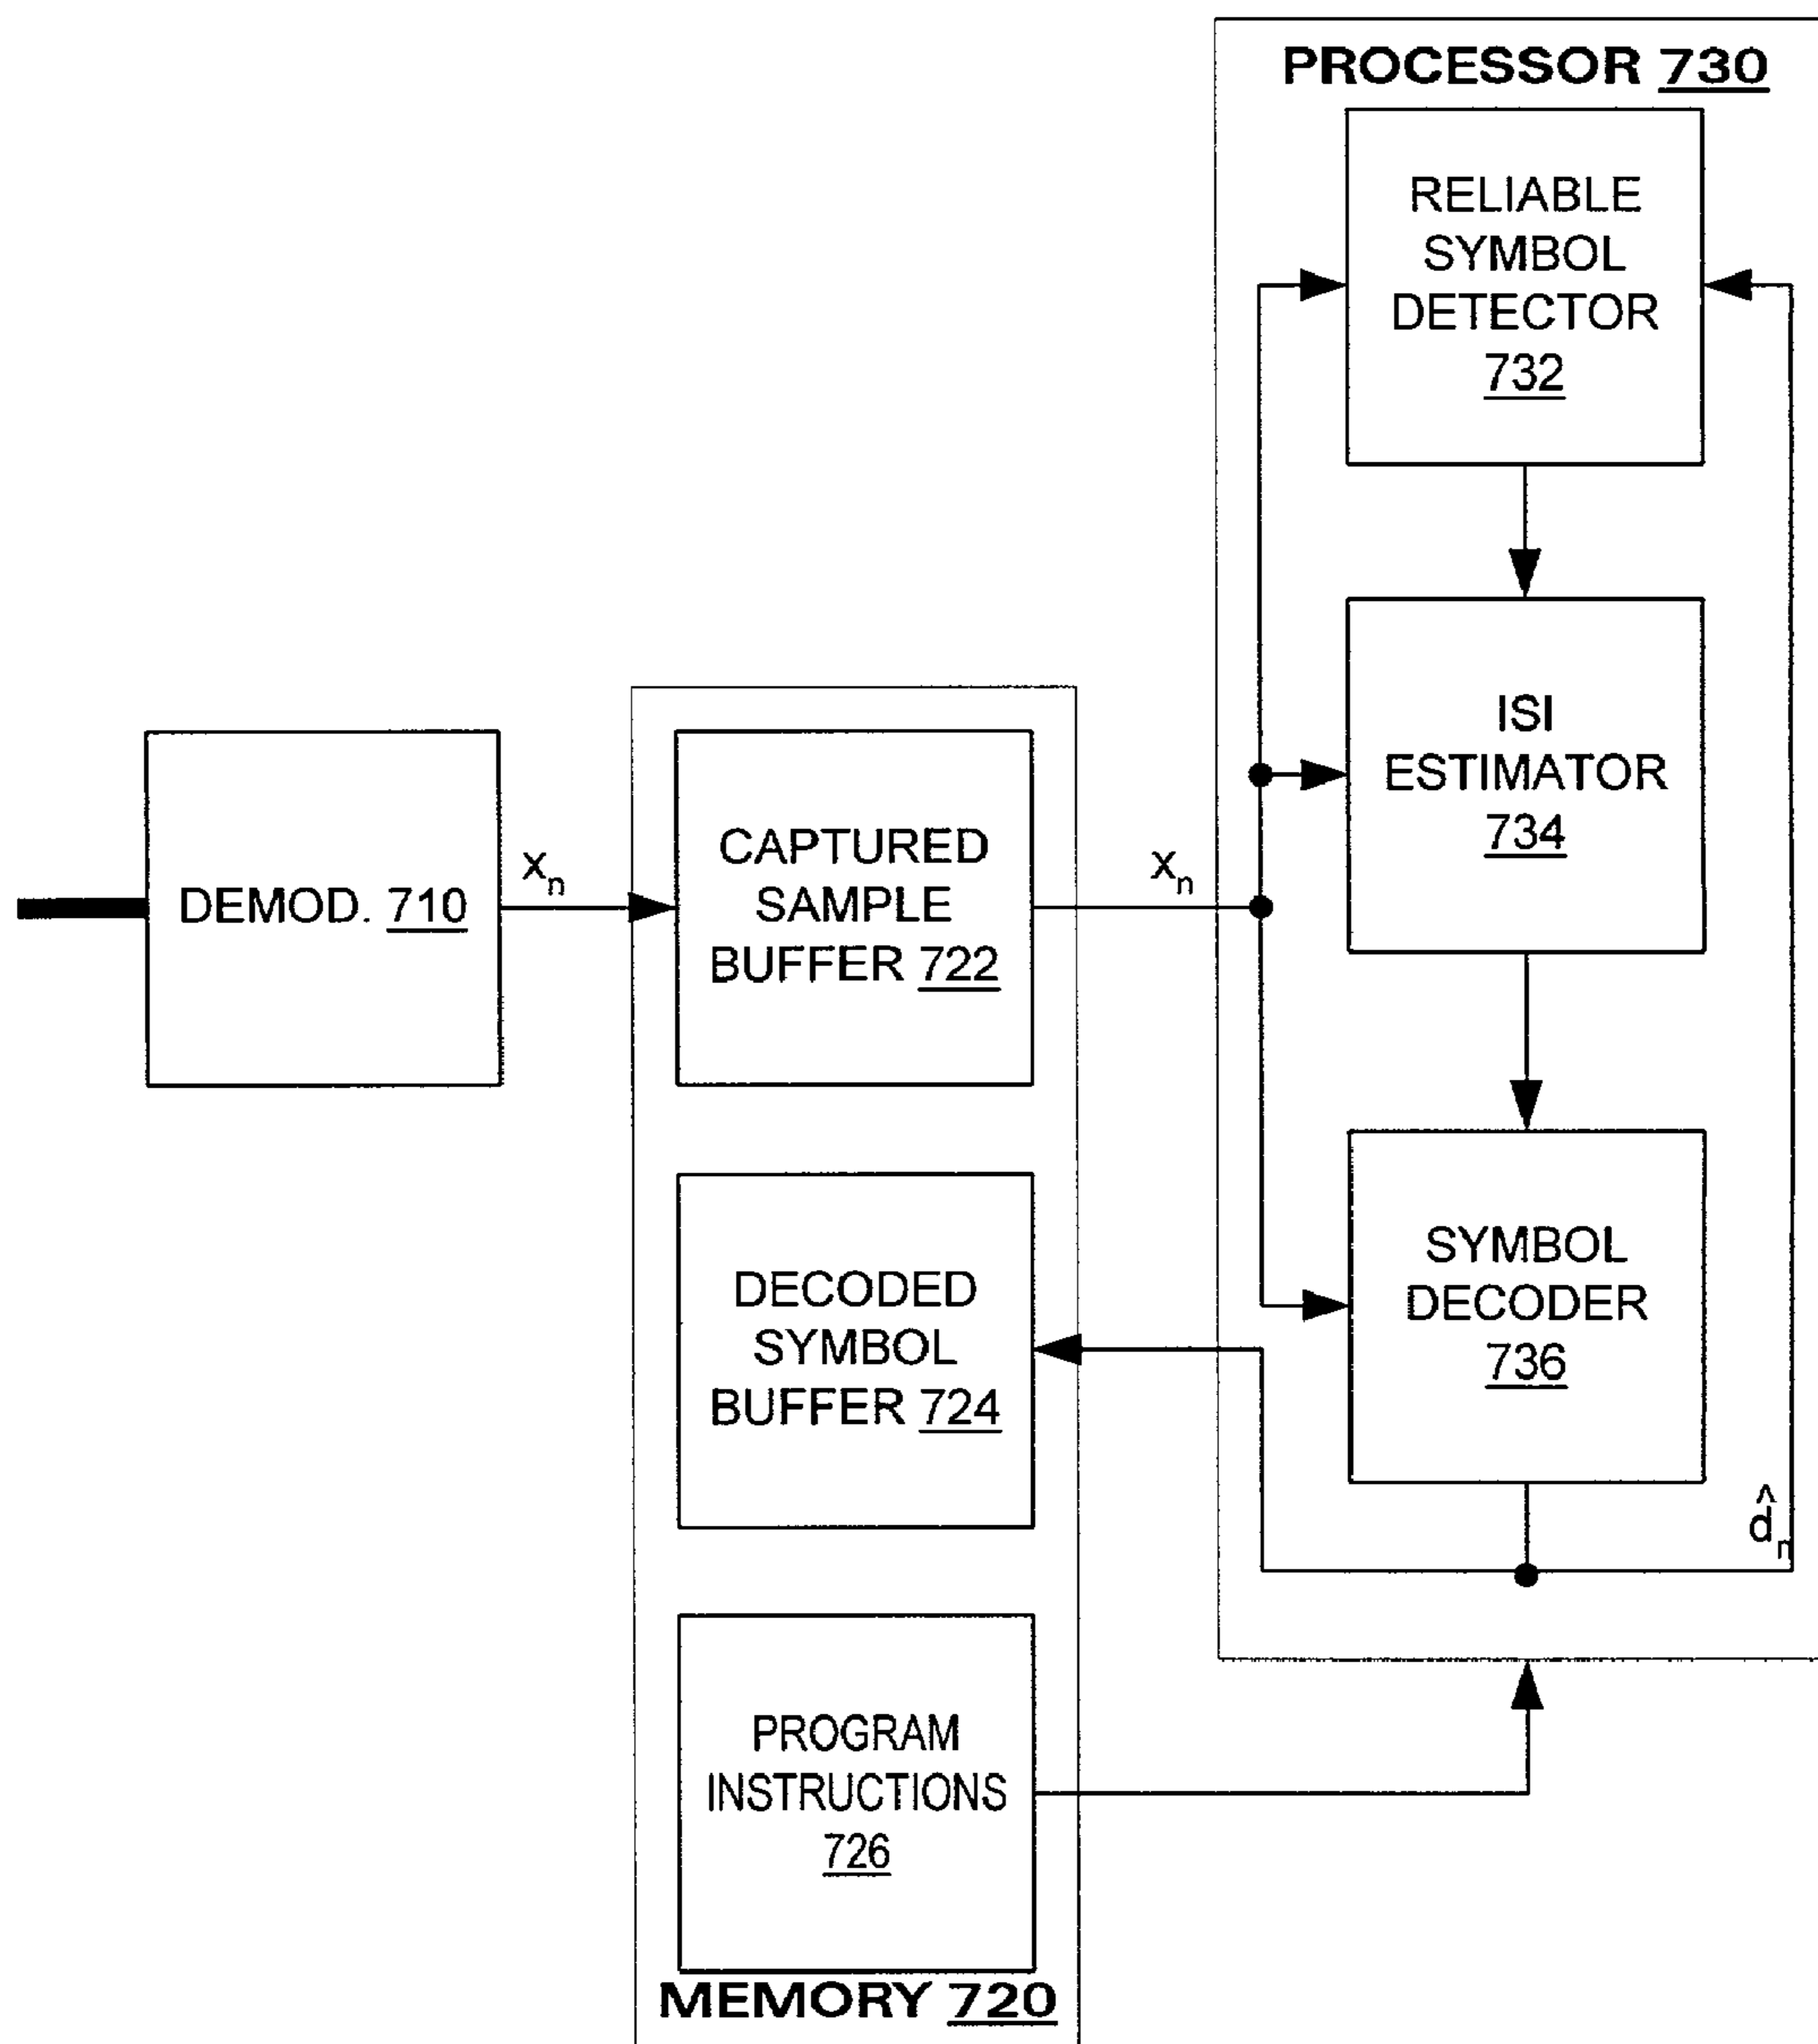 PROCESSOR 730
RELIABLE
SYMBOL
DETECTOR
732
ISI
ESTIMATOR
734
DEMOD. 710
xₙ
CAPTURED
SAMPLE
BUFFER 722
xₙ
DECODED
SYMBOL
BUFFER 724
SYMBOL
DECODER
736
d̂ₙ
PROGRAM
INSTRUCTIONS
726
MEMORY 720